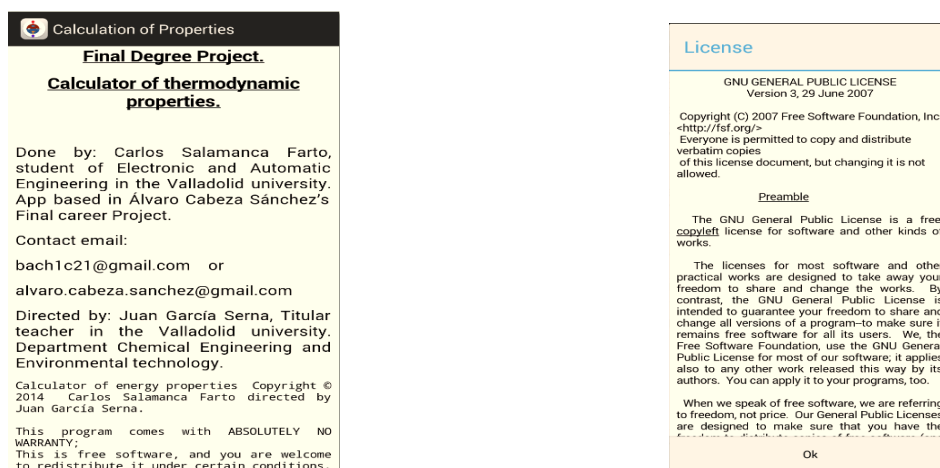 Calculation of Properties
Final Degree Project.
Calculator of thermodynamic
properties.
Done by: Carlos Salamanca Farto,
student of Electronic and Automatic
Engineering in the Valladolid university.
App based in Álvaro Cabeza Sánchez's
Final career Project.
Contact email:
bach1c21@gmail.com or
alvaro.cabeza.sanchez@gmail.com
Directed by: Juan García Serna, Titular
teacher in the Valladolid university.
Department Chemical Engineering and
Environmental technology.
Calculator of energy properties Copyright ©
2014 Carlos Salamanca Farto directed by
Juan García Serna.
This program comes with ABSOLUTELY NO
WARRANTY;
This is free software, and you are welcome
to redistribute it under certain conditions.
License
GNU GENERAL PUBLIC LICENSE
Version 3, 29 June 2007
Copyright (C) 2007 Free Software Foundation, Inc
<http://fsf.org/>
Everyone is permitted to copy and distribute
verbatim copies
of this license document, but changing it is not
allowed.
Preamble
The GNU General Public License is a free
copyleft license for software and other kinds of
works.
The licenses for most software and other
practical works are designed to take away your
freedom to share and change the works. By
contrast, the GNU General Public License is
intended to guarantee your freedom to share and
change all versions of a program–to make sure it
remains free software for all its users. We, the
Free Software Foundation, use the GNU General
Public License for most of our software; it applies
also to any other work released this way by its
authors. You can apply it to your programs, too.
When we speak of free software, we are referring
to freedom, not price. Our General Public Licenses
are designed to make sure that you have the
Ok